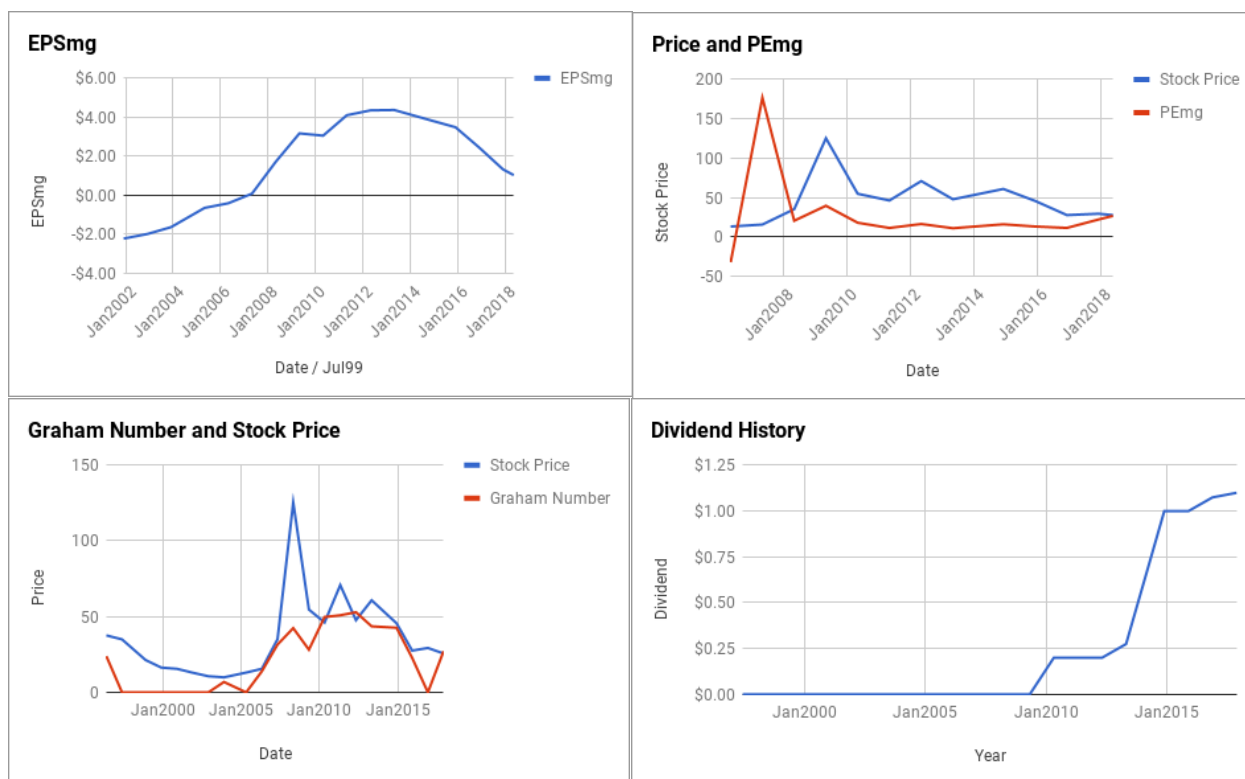 EPSmg
EPSmg
$6.00
$4.00
$2.00
$0.00
-$2.00
-$4.00
EPSmg
Jan2002
Jan2004
Jan2006
Jan2008
Jan2010
Jan2012
Jan2014
Jan2016
Jan2018
Date / Jul99
Price and PEmg
Stock Price
PEmg
200
150
100
50
0
-50
Stock Price
Jan2008
Jan2010
Jan2012
Jan2014
Jan2016
Jan2018
Date
Graham Number and Stock Price
Stock Price
Graham Number
150
100
50
0
Price
Jan2000
Jan2005
Jan2010
Jan2015
Date
Dividend History
$1.25
$1.00
$0.75
$0.50
$0.25
$0.00
Dividend
Jan2000
Jan2005
Jan2010
Jan2015
Year